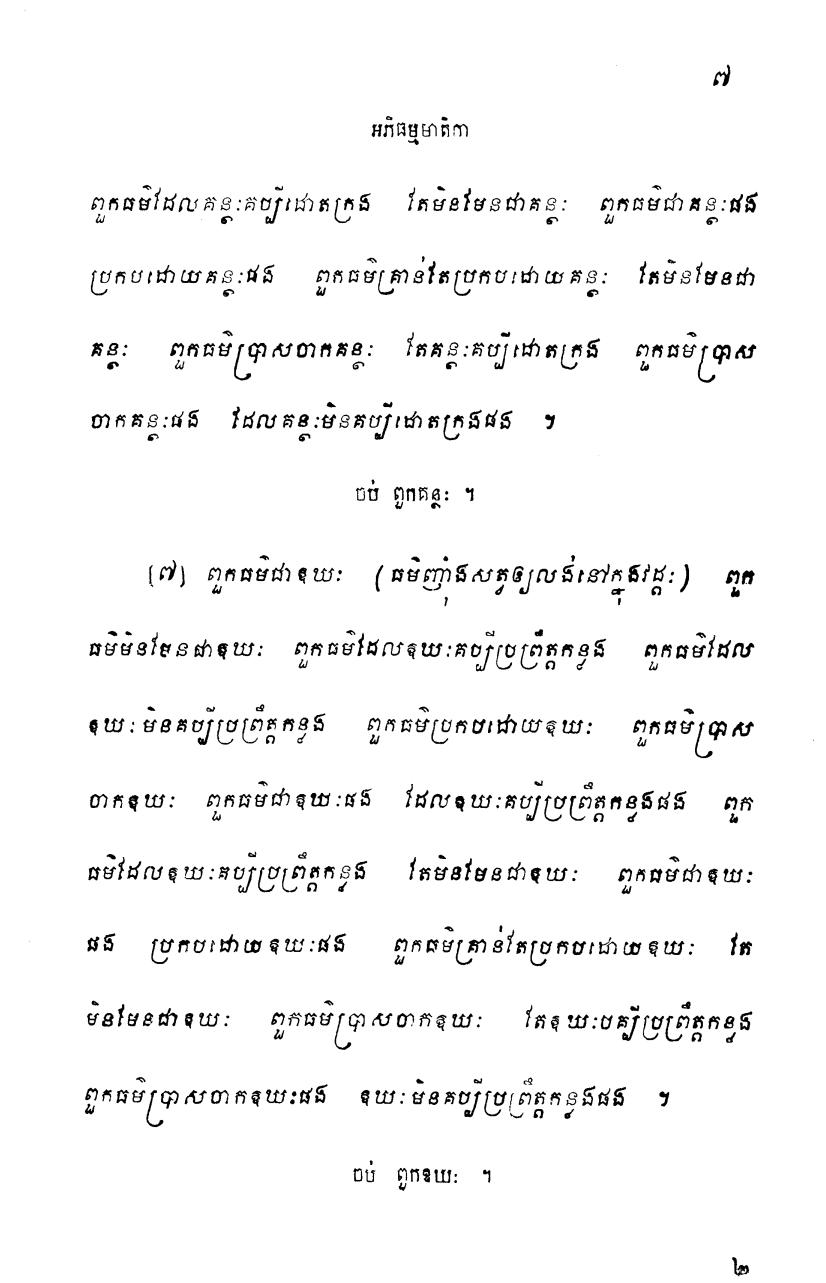 ៧
អភិធម្មមាតិកា
ពួកធម៌ដែលគន្ថៈគប្បីដោតក្រង តែមិនមែនជាគន្ថៈ ពួកធម៌ជាគន្ថៈផង
ប្រកបដោយគន្ថៈផង ពួកធម៌គ្រាន់តែប្រកបដោយគន្ថៈ តែមិនមែនជា
គន្ថៈ ពួកធម៌ប្រាសចាកគន្ថៈ តែគន្ថៈគប្បីដោតក្រង ពួកធម៌ប្រាស
ចាកគន្ថៈផង ដែលគន្ថៈមិនគប្បីដោតក្រងផង ។
ចប់ ពួកគន្ថៈ ។
[៧] ពួកធម៌ជាឱឃៈ (ធម៌ញ៉ាំងសត្វឲ្យលង់នៅក្នុងវដ្តៈ) ពួក
ធម៌មិនមែនជាឱឃៈ ពួកធម៌ដែលឱឃៈគប្បីប្រព្រឹត្តកន្លង ពួកធម៌ដែល
ឱឃៈមិនគប្បីប្រព្រឹត្តកន្លង ពួកធម៌ប្រកបដោយឱឃៈ ពួកធម៌ប្រាស
ចាកឱឃៈ ពួកធម៌ជាឱឃៈផង ដែលឱឃៈគប្បីប្រព្រឹត្តកន្លងផង ពួក
ធម៌ដែលឱឃៈគប្បីប្រព្រឹត្តកន្លង តែមិនមែនជាឱឃៈ ពួកធម៌ជាឱឃៈ
ផង ប្រកបដោយឱឃៈផង ពួកធម៌គ្រាន់តែប្រកបដោយឱឃៈ តែ
មិនមែនជាឱឃៈ ពួកធម៌ប្រាសចាកឱឃៈ តែឱឃៈបគ្បីប្រព្រឹត្តកន្លង
ពួកធម៌ប្រាសចាកឱឃៈផង ឱឃៈមិនគប្បីប្រព្រឹត្តកន្លងផង ។
ចប់ ពួកឱឃៈ ។
២